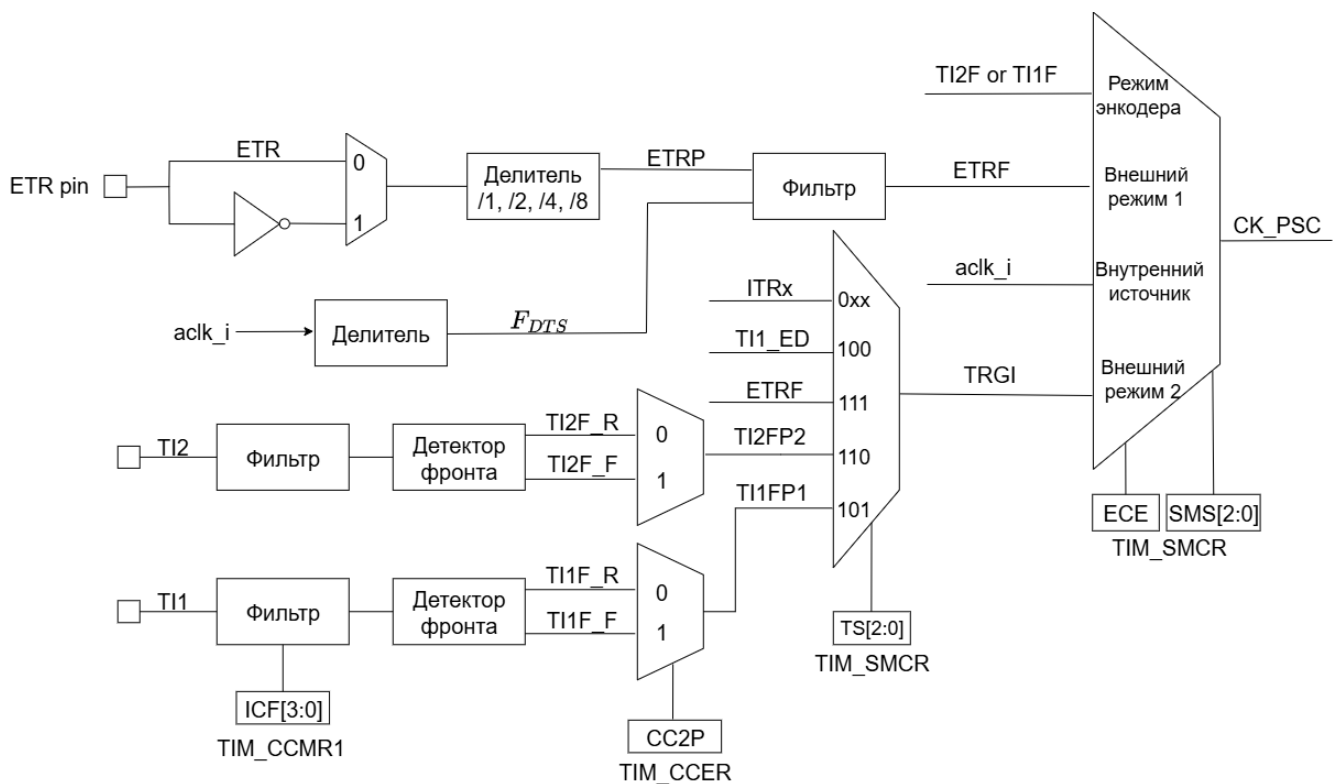 TI2F or TI1F
Режим
энкодера
ETR
0
ETR pin
1
Делитель
/1, /2, /4, /8
ETRP
Фильтр
ETRF
Внешний
режим 1
CK_PSC
aclk_i
Внутренний
источник
aclk_i
Делитель
F_DTS
ITRx
0xx
TI1_ED
100
ETRF
111
TI2FP2
110
TI1FP1
101
TRGI
Внешний
режим 2
TI2
Фильтр
Детектор
фронта
TI2F_R
TI2F_F
0
1
ECE
SMS[2:0]
TIM_SMCR
TI1
Фильтр
Детектор
фронта
TI1F_R
TI1F_F
0
1
TS[2:0]
TIM_SMCR
ICF[3:0]
TIM_CCMR1
CC2P
TIM_CCER